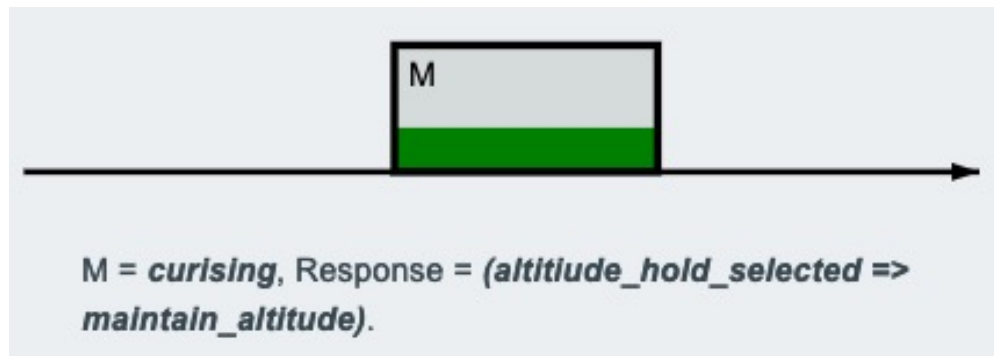 M
M = curising, Response = (altitiude_hold_selected =>
maintain_altitude).